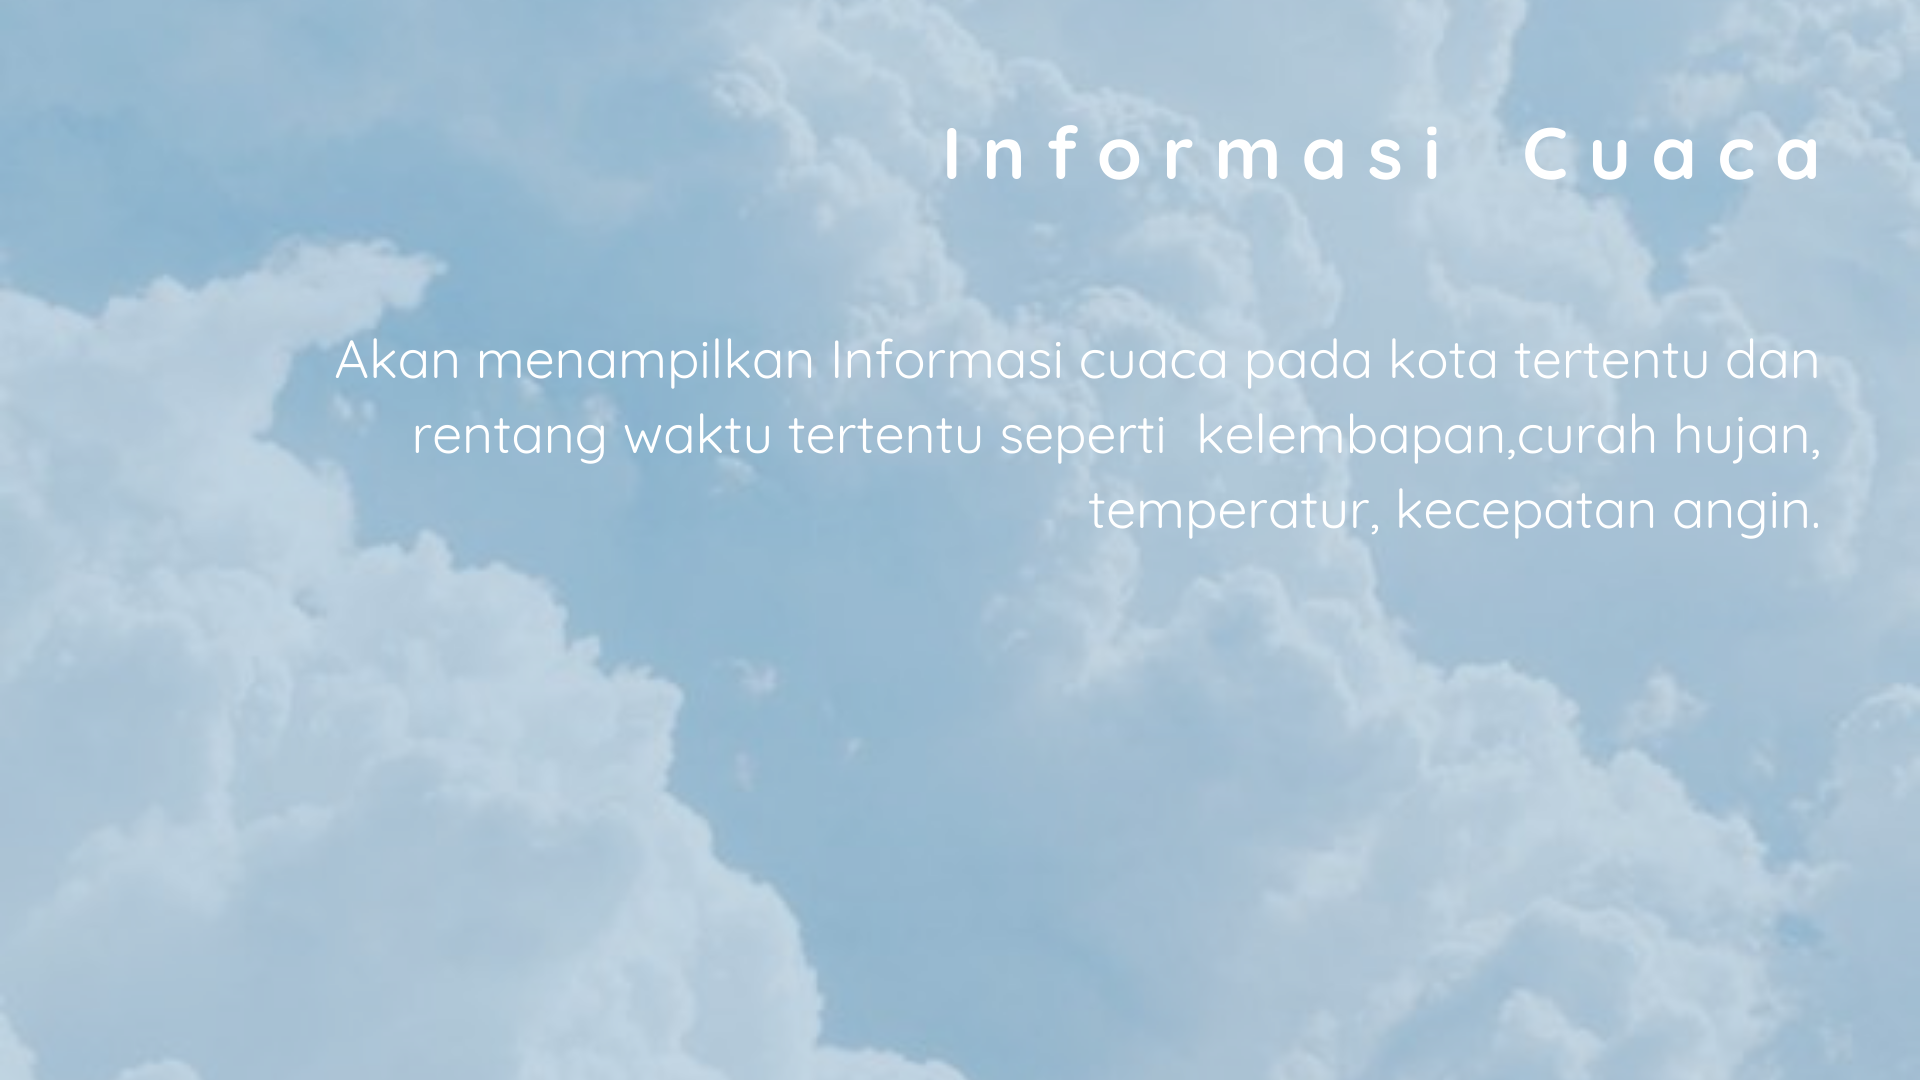 Informasi Cuaca
Akan menampilkan Informasi cuaca pada kota tertentu dan
rentang waktu tertentu seperti  kelembapan,curah hujan,
temperatur, kecepatan angin.